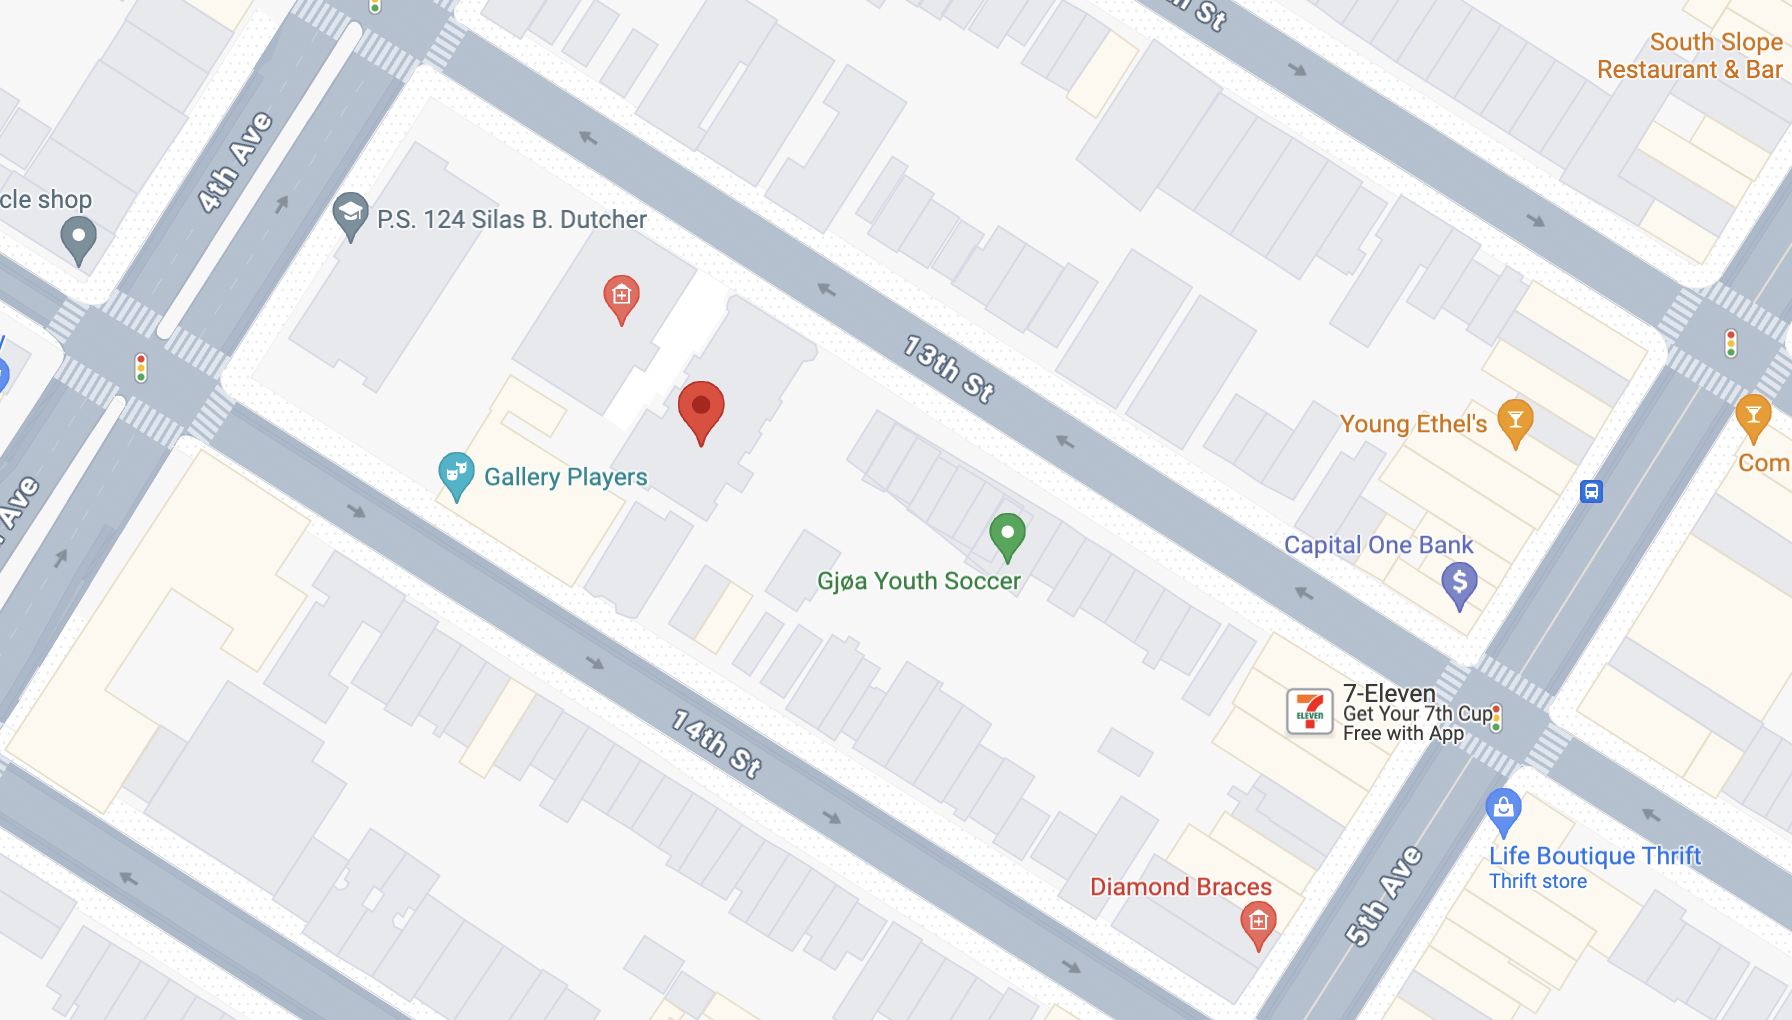 St
South Slope
Restaurant & Bar
4th Ave
cle shop
P.S. 124 Silas B. Dutcher
13th St
Young Ethel's
Com
Gallery Players
Ave
Capital One Bank
$
Gjøa Youth Soccer
7-Eleven
7
ELEVEN
Get Your 7th Cup
Free with App
14th St
Life Boutique Thrift
Thrift store
Diamond Braces
5th Ave